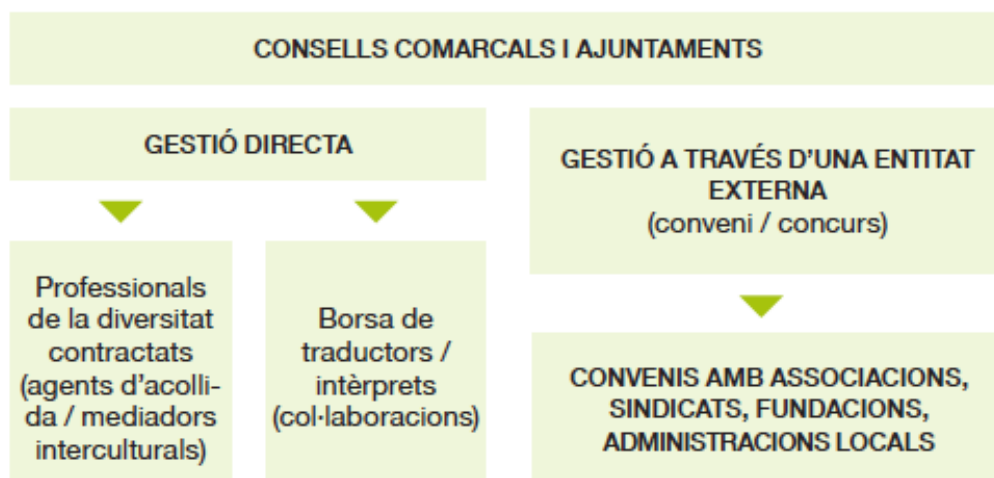 CONSELLS COMARCALS I AJUNTAMENTS
GESTIÓ DIRECTA
GESTIÓ A TRAVÉS D’UNA ENTITAT
EXTERNA
(conveni / concurs)
Professionals
de la diversitat
contractats
(agents d’acolli-
da / mediadors
interculturals)
Borsa de
traductors /
intèrprets
(col·laboracions)
CONVENIS AMB ASSOCIACIONS,
SINDICATS, FUNDACIONS,
ADMINISTRACIONS LOCALS